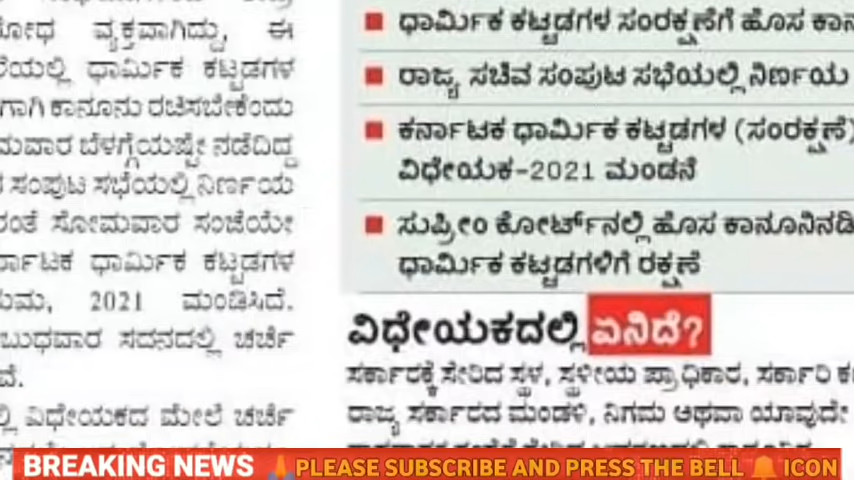 ೋಧ ವ್ಯಕ್ತವಾಗಿದ್ದು, ಈ
ಲೆಯಲ್ಲಿ ಧಾರ್ಮಿಕ ಕಟ್ಟಡಗಳ
ಗಾಗಿ ಕಾನೂನು ರಚಿಸಬೇಕೆಂದು
ಮವಾರ ಬೆಳಗ್ಗೆಯಷ್ಟೇ ನಡೆದಿದ್ದ
ಸಂಪುಟ ಸಭೆಯಲ್ಲಿ ನಿರ್ಣಯ
ರಂತೆ ಸೋಮವಾರ ಸಂಜೆಯೇ
ರ್ನಾಟಕ ಧಾರ್ಮಿಕ ಕಟ್ಟಡಗಳ
ಯಮ, 2021 ಮಂಡಿಸಿದೆ.
ಬುಧವಾರ ಸದನದಲ್ಲಿ ಚರ್ಚೆ
ವೆ.
ಲ್ಲಿ ವಿಧೇಯಕದ ಮೇಲೆ ಚರ್ಚೆ
ಧಾರ್ಮಿಕ ಕಟ್ಟಡಗಳ ಸಂರಕ್ಷಣೆಗೆ ಹೊಸ ಕಾನ
ರಾಜ್ಯ ಸಚಿವ ಸಂಪುಟ ಸಭೆಯಲ್ಲಿ ನಿರ್ಣಯ
ಕರ್ನಾಟಕ ಧಾರ್ಮಿಕ ಕಟ್ಟಡಗಳ (ಸಂರಕ್ಷಣೆ)
ವಿಧೇಯಕ-2021 ಮಂಡನೆ
ಸುಪ್ರೀಂ ಕೋರ್ಟ್‌ನಲ್ಲಿ ಹೊಸ ಕಾನೂನಿನಡಿ
ಧಾರ್ಮಿಕ ಕಟ್ಟಡಗಳಿಗೆ ರಕ್ಷಣೆ
ವಿಧೇಯಕದಲ್ಲಿ ಏನಿದೆ?
ಸರ್ಕಾರಕ್ಕೆ ಸೇರಿದ ಸ್ಥಳ, ಸ್ಥಳೀಯ ಪ್ರಾಧಿಕಾರ, ಸರ್ಕಾರಿ ಕ
ರಾಜ್ಯ ಸರ್ಕಾರದ ಮಂಡಳಿ, ನಿಗಮ ಅಥವಾ ಯಾವುದೇ
BREAKING NEWS 🙏PLEASE SUBSCRIBE AND PRESS THE BELL 🔔ICON